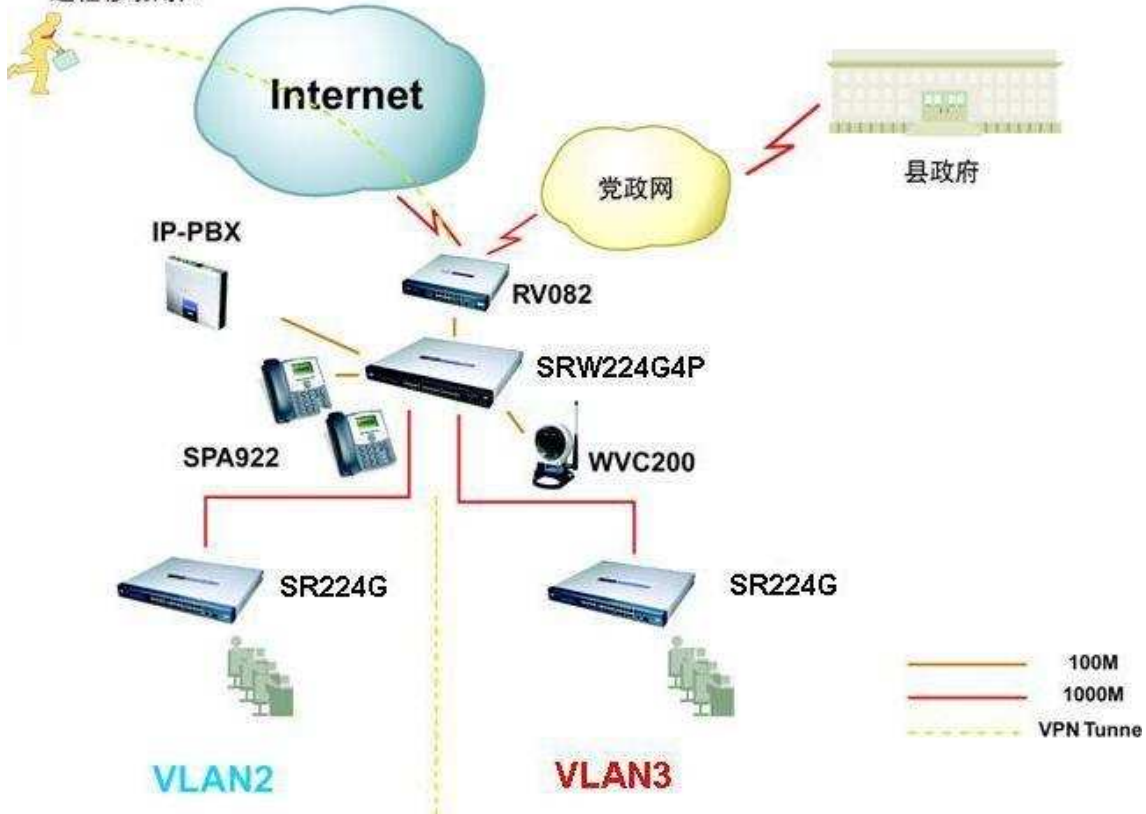 Internet
党政网
县政府
IP-PBX
RV082
SRW224G4P
SPA922
WVC200
SR224G
SR224G
100M
1000M
VPN Tunne
VLAN2
VLAN3